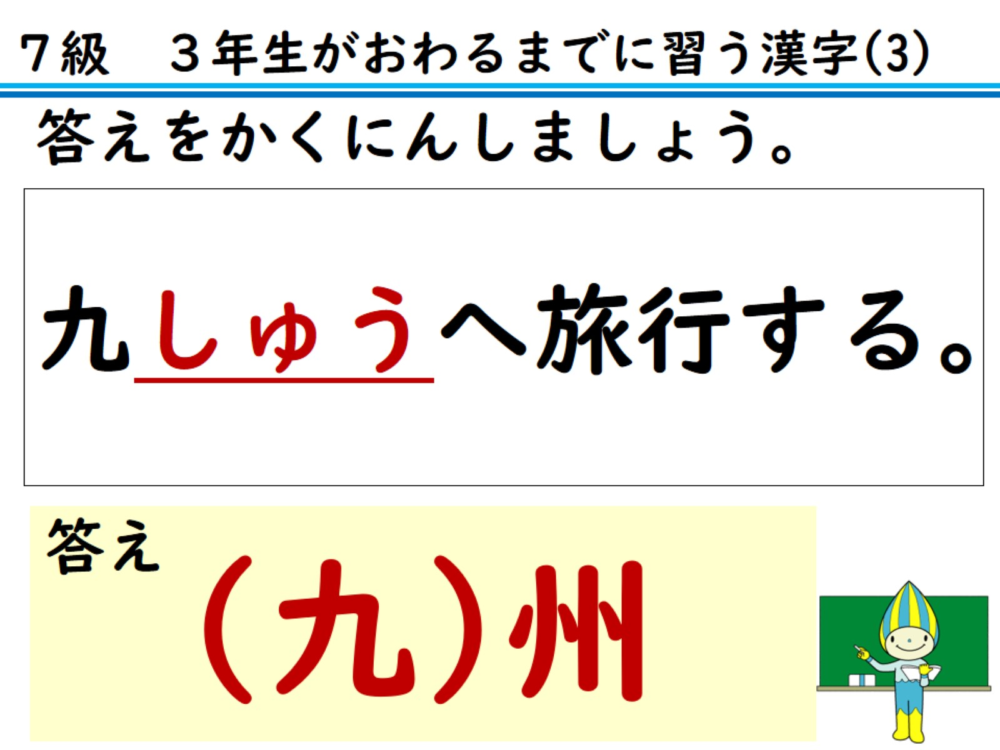 ７級　３年生がおわるまでに習う漢字(3)
答えをかくにんしましょう。
九しゅうへ旅行する。
答え
(九)州